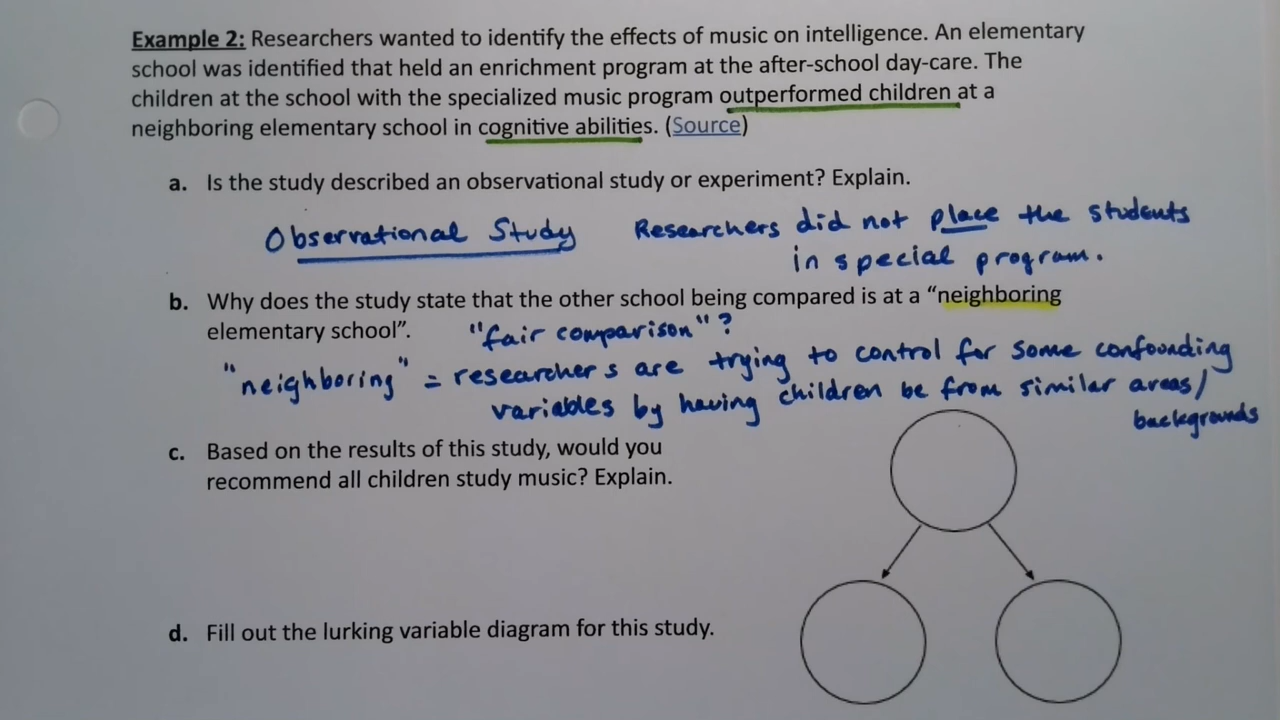 Example 2: Researchers wanted to identify the effects of music on intelligence. An elementary
school was identified that held an enrichment program at the after-school day-care. The
children at the school with the specialized music program outperformed children at a
neighboring elementary school in cognitive abilities. (Source)
a. Is the study described an observational study or experiment? Explain.
Observational Study Researchers did not place the students
in special program.
b. Why does the study state that the other school being compared is at a “neighboring
elementary school”. "fair comparison"?
"neighboring" = researchers are trying to control for some confounding
variables by having children be from similar areas/
backgrounds
c. Based on the results of this study, would you
recommend all children study music? Explain.
d. Fill out the lurking variable diagram for this study.